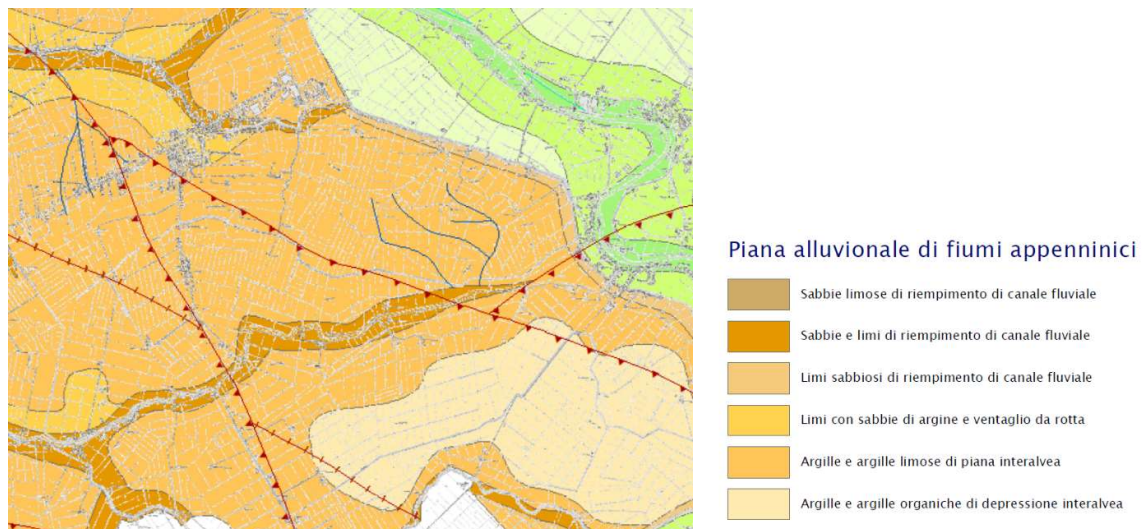 Piana alluvionale di fiumi appenninici
Sabbie limose di riempimento di canale fluviale
Sabbie e limi di riempimento di canale fluviale
Limi sabbiosi di riempimento di canale fluviale
Limi con sabbie di argine e ventaglio da rotta
Argille e argille limose di piana interalvea
Argille e argille organiche di depressione interalvea